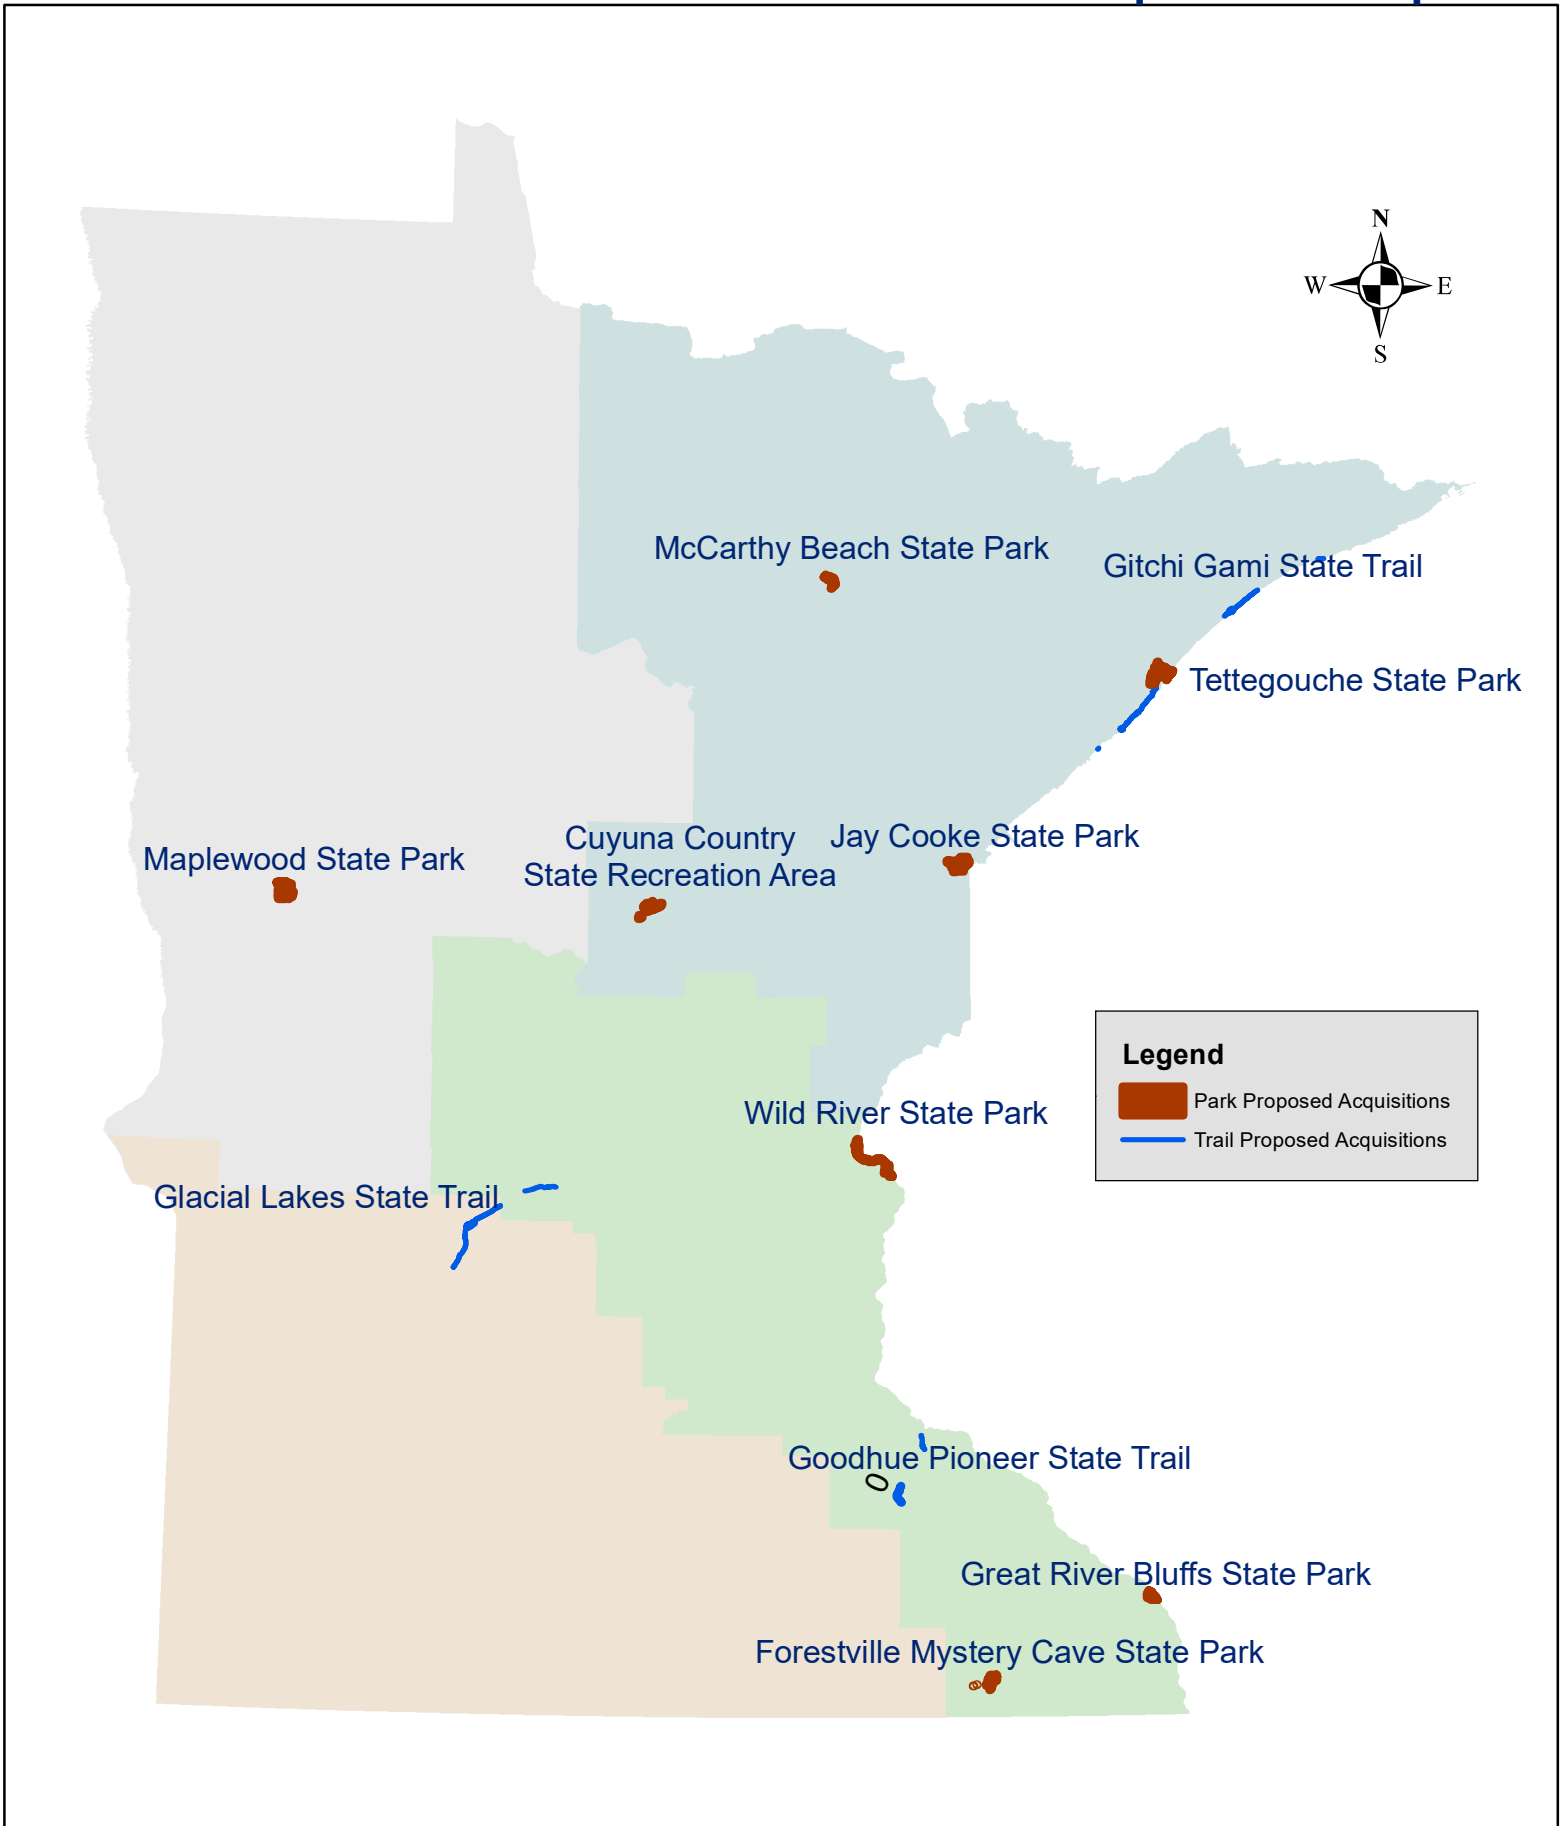 N
W E
S
McCarthy Beach State Park
Gitchi Gami State Trail
Tettegouche State Park
Cuyuna Country
State Recreation Area
Jay Cooke State Park
Maplewood State Park
Legend
Park Proposed Acquisitions
Trail Proposed Acquisitions
Wild River State Park
Glacial Lakes State Trail
Goodhue Pioneer State Trail
Great River Bluffs State Park
Forestville Mystery Cave State Park